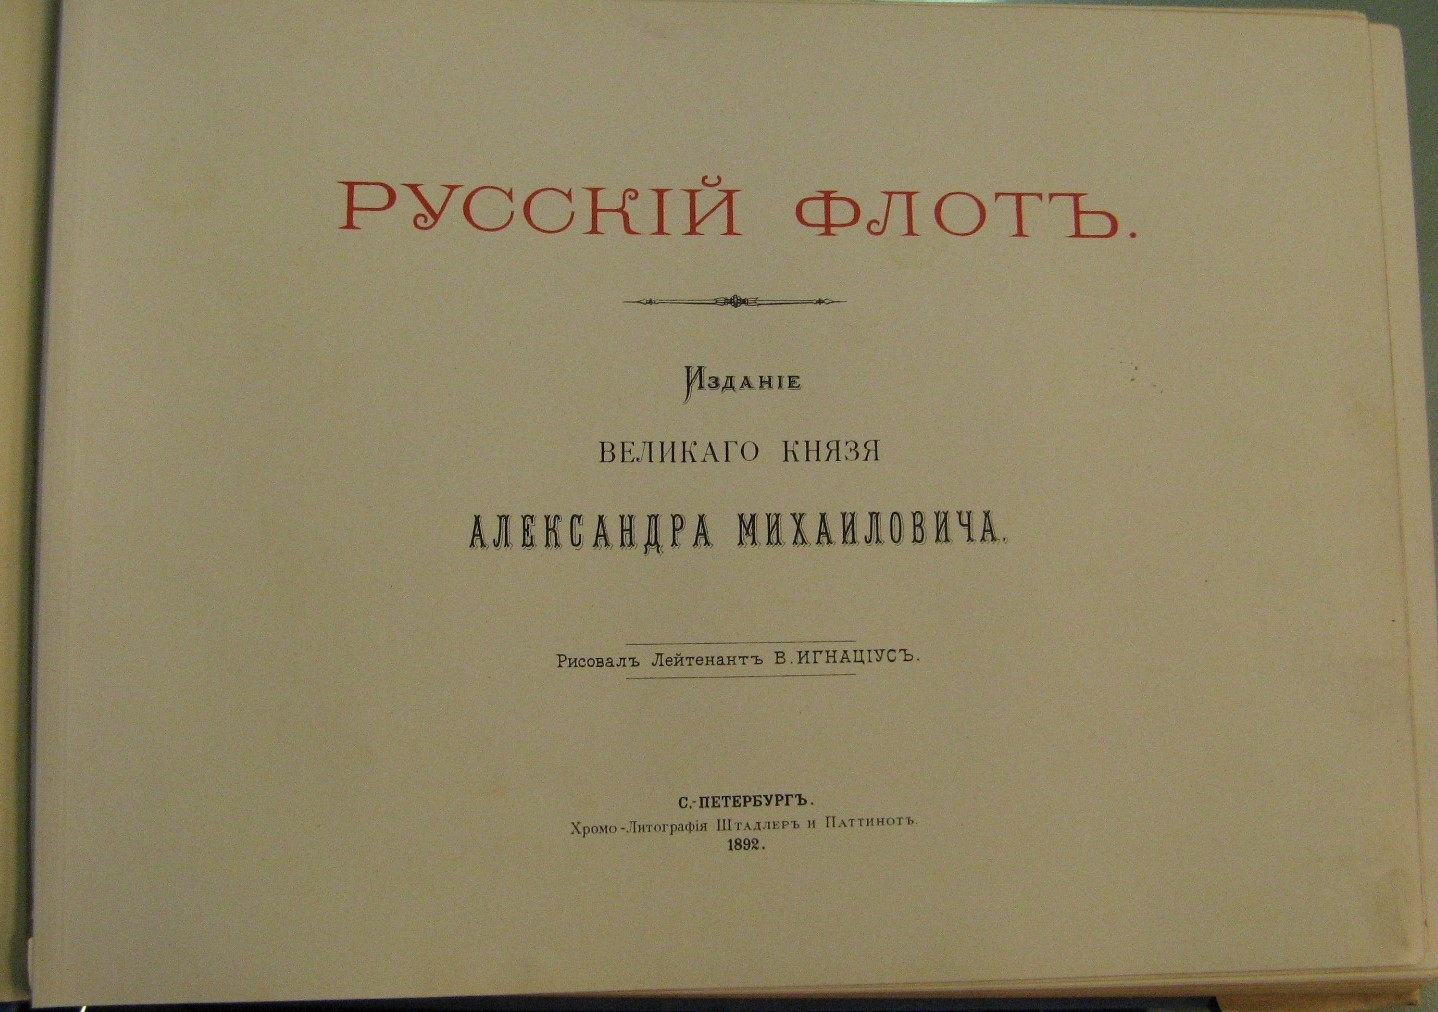 РУССКІЙ ФЛОТЪ.
Изданіе
ВЕЛИКАГО КНЯЗЯ
АЛЕКСАНДРА МИХАИЛОВИЧА.
Рисовалъ Лейтенантъ В. ИГНАЦІУСЪ.
С.-ПЕТЕРБУРГЪ.
Хромо-Литографія Штадлеръ и Паттинотъ.
1892.